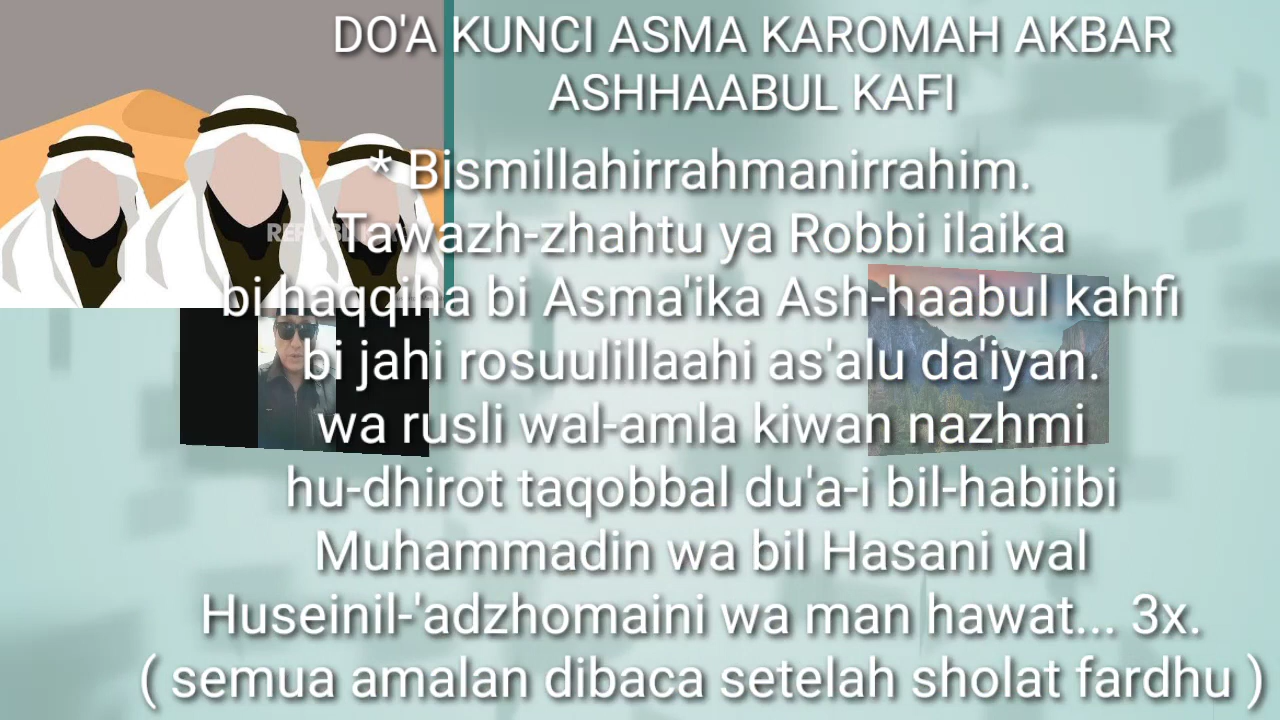 DO'A KUNCI ASMA KAROMAH AKBAR
ASHHAABUL KAFI
* Bismillahirrahmanirrahim.
Tawazh-zhahtu ya Robbi ilaika
bi haqqiha bi Asma'ika Ash-haabul kahfi
bi jahi rosuulillaahi as'alu da'iyan.
wa rusli wal-amla kiwan nazhmi
hu-dhirot taqobbal du'a-i bil-habiibi
Muhammadin wa bil Hasani wal
Huseinil-'adzhomaini wa man hawat... 3x.
( semua amalan dibaca setelah sholat fardhu )